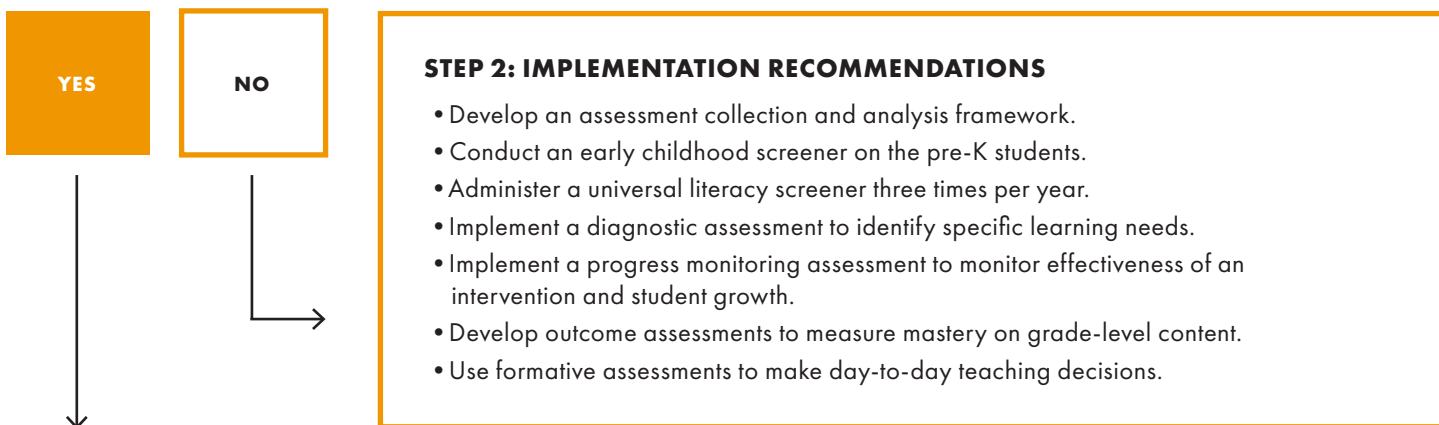 YES
NO
STEP 2: IMPLEMENTATION RECOMMENDATIONS
• Develop an assessment collection and analysis framework.
• Conduct an early childhood screener on the pre-K students.
• Administer a universal literacy screener three times per year.
• Implement a diagnostic assessment to identify specific learning needs.
• Implement a progress monitoring assessment to monitor effectiveness of an
intervention and student growth.
• Develop outcome assessments to measure mastery on grade-level content.
• Use formative assessments to make day-to-day teaching decisions.